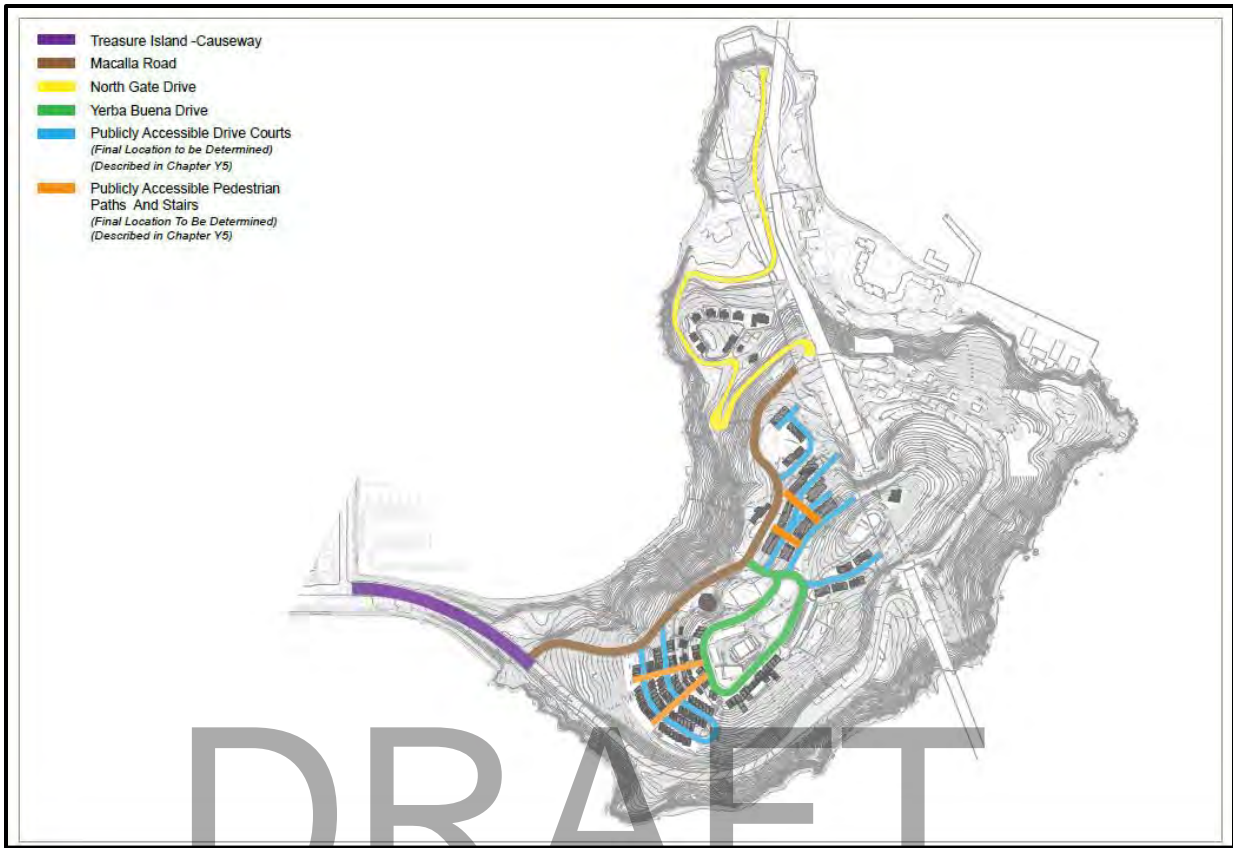 Treasure Island -Causeway
Macalla Road
North Gate Drive
Yerba Buena Drive
Publicly Accessible Drive Courts
(Final Location to be Determined)
(Described in Chapter Y5)
Publicly Accessible Pedestrian
Paths And Stairs
(Final Location To Be Determined)
(Described in Chapter Y5)
DRAFT